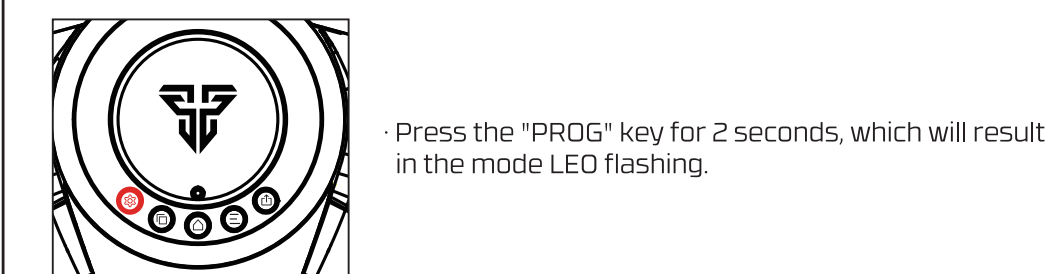 · Press the "PROG" key for 2 seconds, which will result
in the mode LEO flashing.